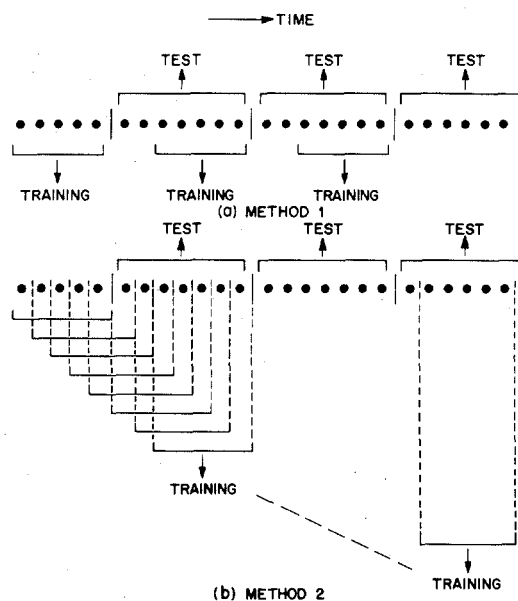 TIME
TEST TEST TEST
TRAINING TRAINING TRAINING
(a) METHOD 1
TEST TEST TEST
TRAINING
TRAINING
(b) METHOD 2